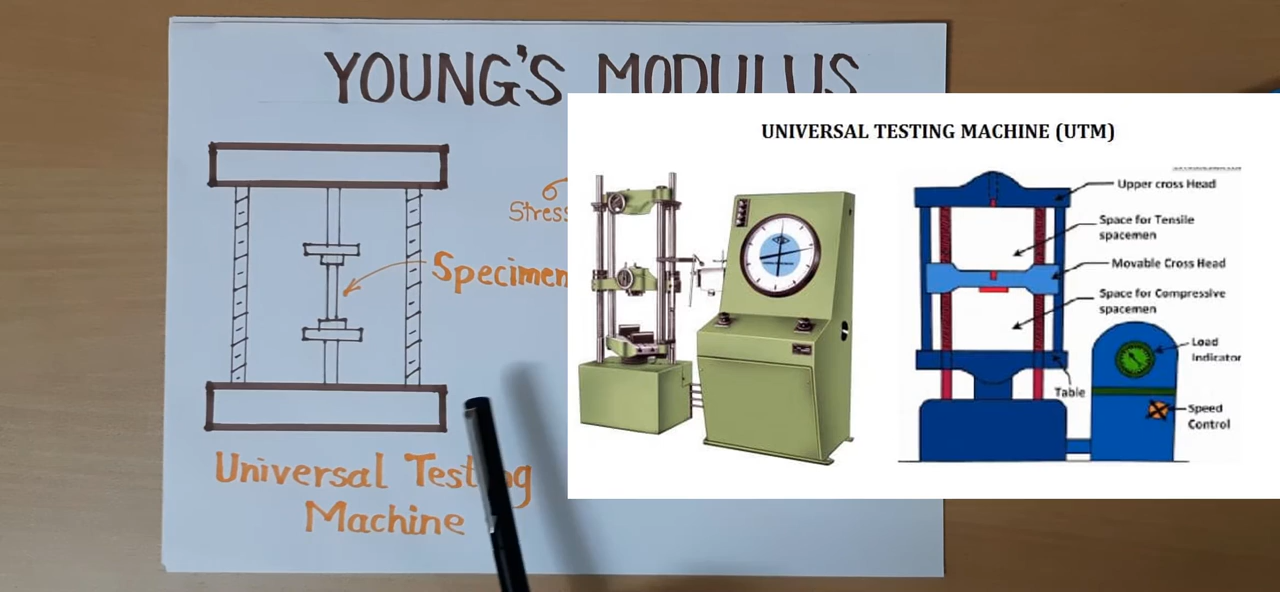 YOUNG'S MODULUS
Stress
Specimen
Universal Testing
Machine
UNIVERSAL TESTING MACHINE (UTM)
Upper cross Head
Space for Tensile
spacemen
Movable Cross Head
Space for Compressive
spacemen
Load
Indicator
Table
Speed
Control